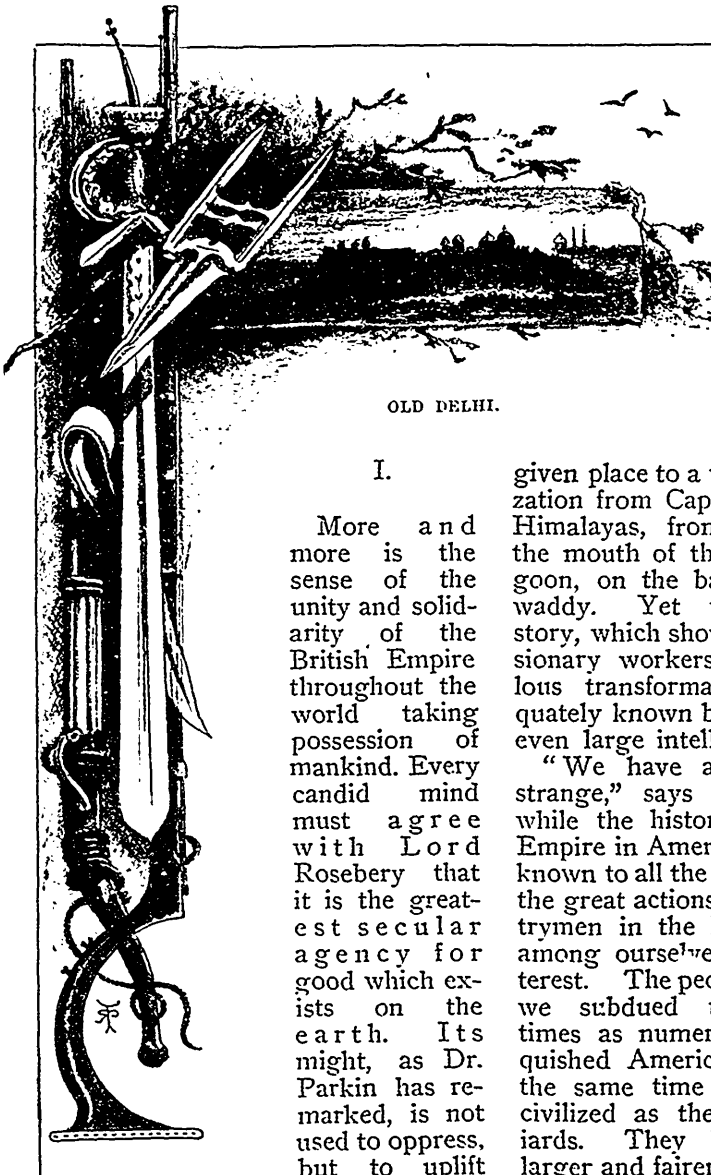 OLD DELHI.
I.
More and
more is the
sense of the
unity and solid-
arity of the
British Empire
throughout the
world taking
possession of
mankind. Every
candid mind
must agree
with Lord
Rosebery that
it is the great-
est secular
agency for
good which ex-
ists on the
earth. Its
might, as Dr.
Parkin has re-
marked, is not
used to oppress,
but to uplift
given place to a
zation from Cap
Himalayas, from
the mouth of th
goon, on the ba
waddy. Yet
story, which show
sionary workers
lous transforma
quately known b
even large intell
“We have a
strange,” says
while the histor
Empire in Amer
known to all the
the great actions
trymen in the
among ourselve
terest. The peo
we subdued
times as numer
quished America
the same time
civilized as the
iards. They
larger and fairer